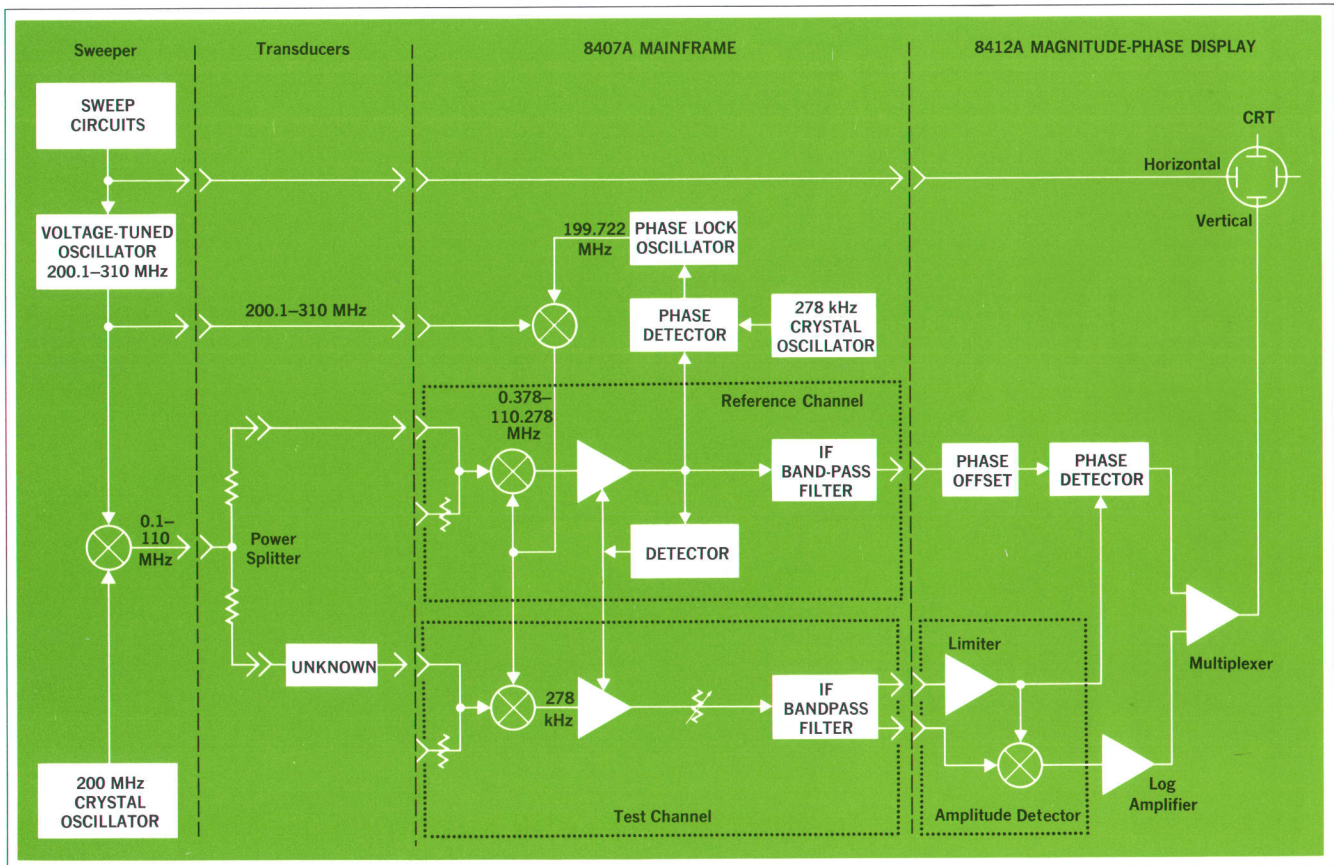 Sweeper
Transducers
8407A MAINFRAME
8412A MAGNITUDE-PHASE DISPLAY
SWEEP
CIRCUITS
CRT
Horizontal
Vertical
VOLTAGE-TUNED
OSCILLATOR
200.1–310 MHz
199.722
MHz
PHASE LOCK
OSCILLATOR
200.1–310 MHz
PHASE
DETECTOR
278 kHz
CRYSTAL
OSCILLATOR
0.378–
110.278
MHz
Reference Channel
IF
BAND-PASS
FILTER
PHASE
OFFSET
PHASE
DETECTOR
0.1–
110
MHz
Power
Splitter
DETECTOR
UNKNOWN
278
kHz
IF
BANDPASS
FILTER
Limiter
Multiplexer
200 MHz
CRYSTAL
OSCILLATOR
Test Channel
Amplitude Detector
Log
Amplifier